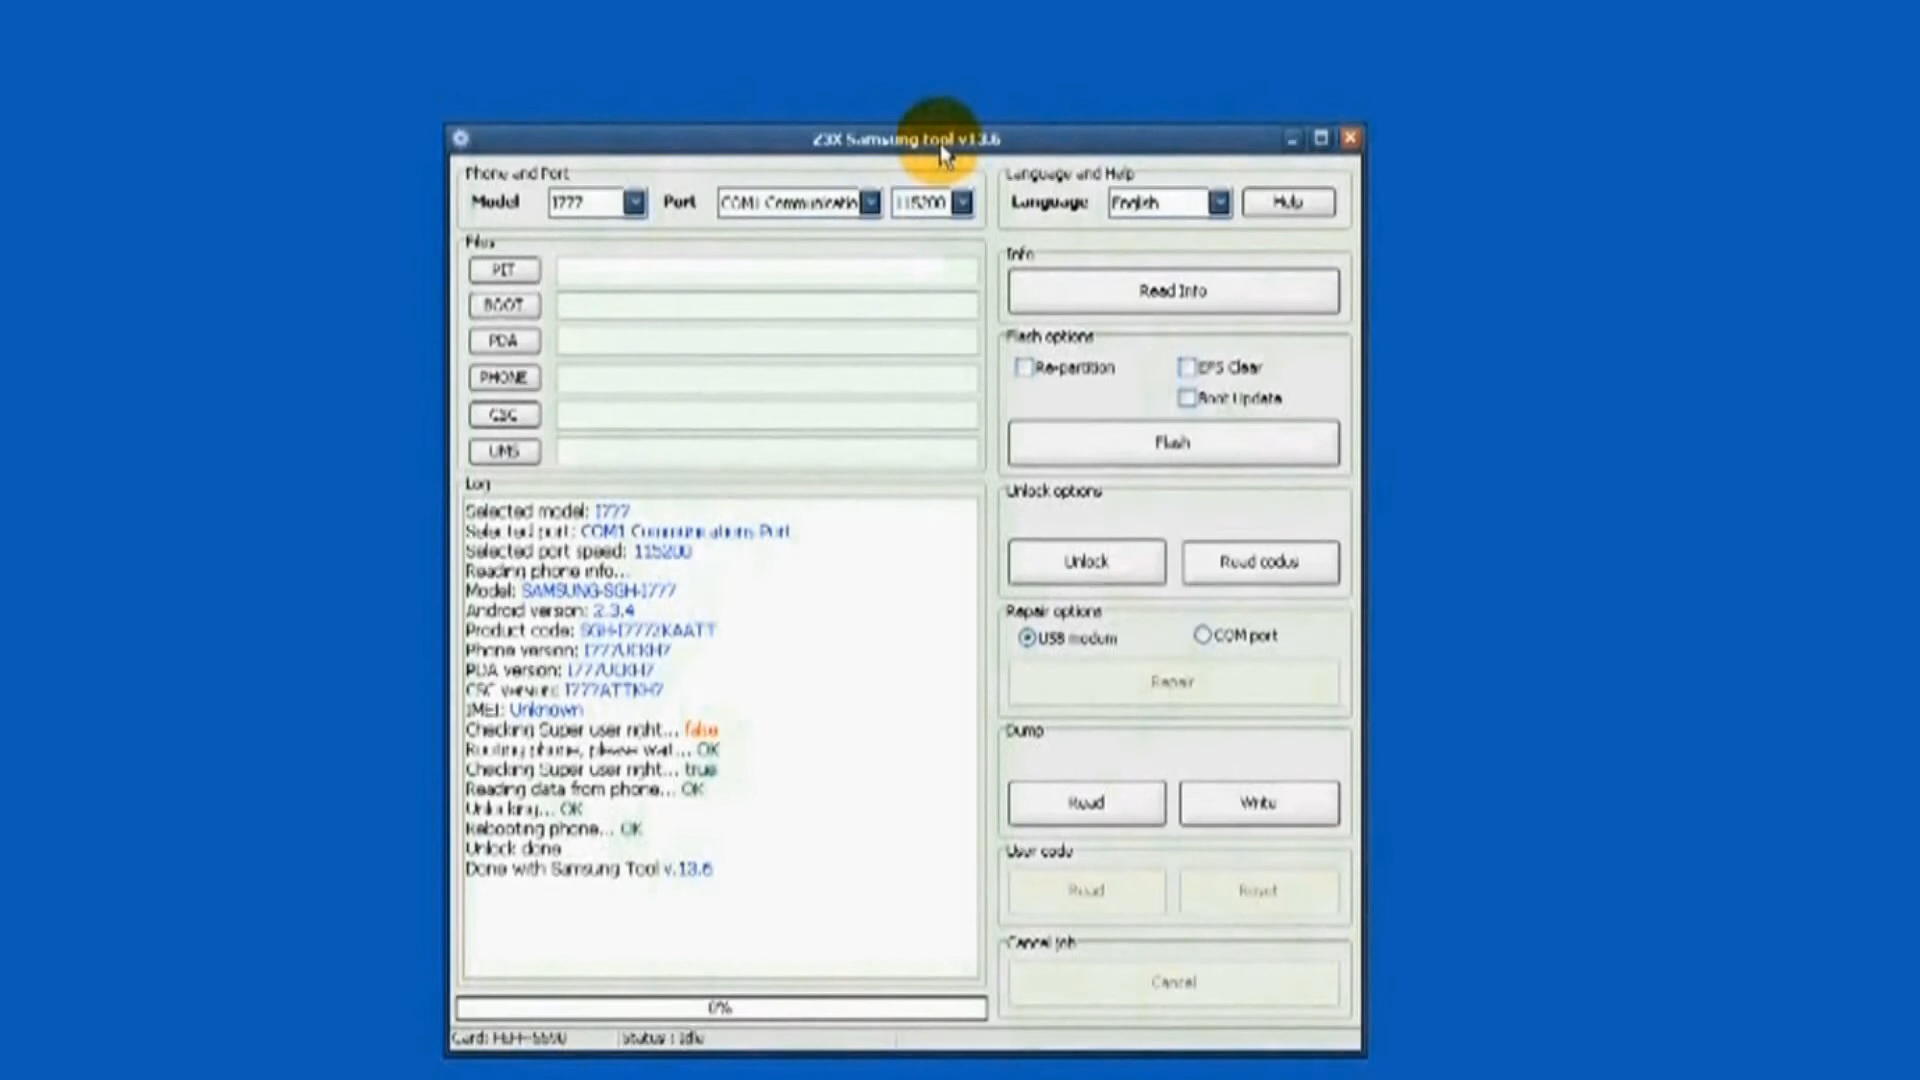 Z3X Samsung tool v13.6
Phone and Port
Model I777 Port COM1 Communicatio 115200
Language and Help
Language English Help
Files
PIT
BOOT
PDA
PHONE
CSC
UMS
Info
Read Info
Flash options
Re-partition EFS Clear
Boot Update
Flash
Unlock options
Unlock Read codes
Repair options
USB modem COM port
Repair
Dump
Read Write
User code
Read Reset
Cancel job
Cancel
Log
Selected model: I777
Selected port: COM1 Communications Port
Selected port speed: 115200
Reading phone info...
Model: SAMSUNG-SGH-I777
Android version: 2.3.4
Product code: SGH-I7772KAATT
Phone version: I777UCKH7
PDA version: I777UCKH7
CSC version: I777ATTKH7
IMEI: Unknown
Checking Super user right... false
Rooting phone, please wait... OK
Checking Super user right... true
Reading data from phone... OK
Unlocking... OK
Rebooting phone... OK
Unlock done
Done with Samsung Tool v.13.6
0%
Card: Status : Idle